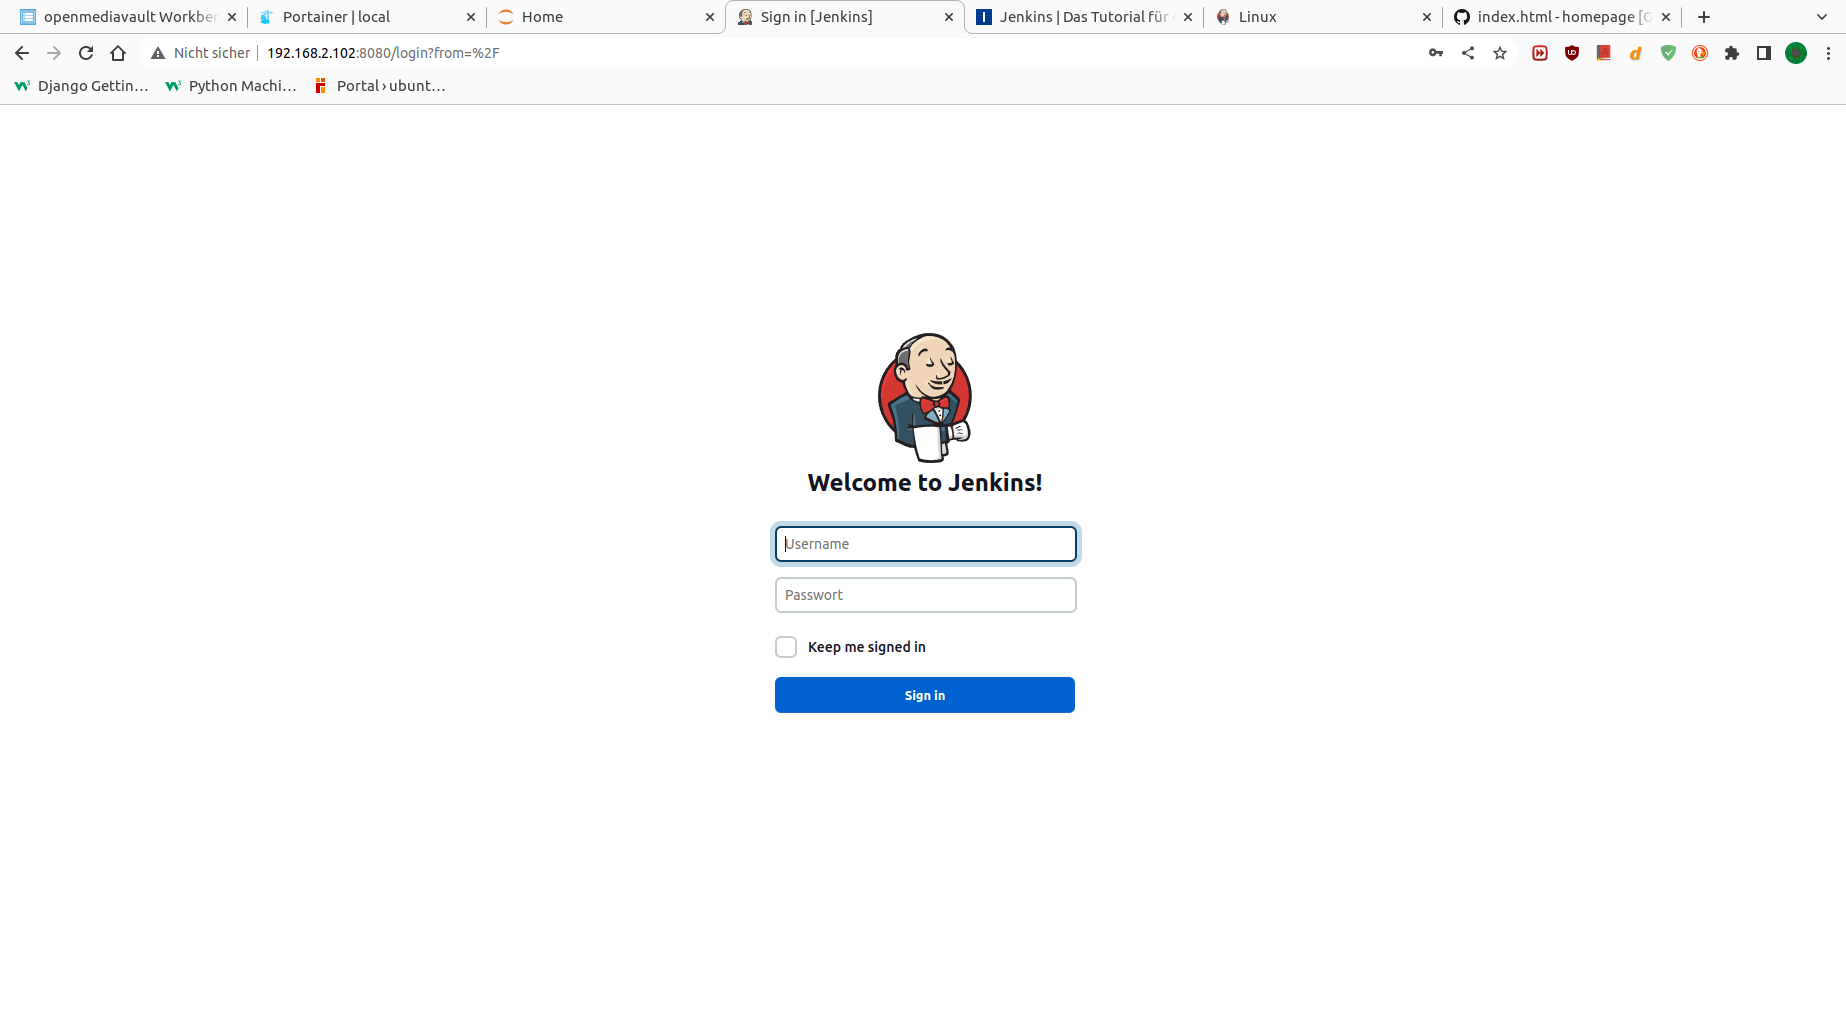 openmediavault Workben
Portainer | local
Home
Sign in [Jenkins]
Jenkins | Das Tutorial für
Linux
index.html - homepage [G
Nicht sicher
192.168.2.102:8080/login?from=%2F
Django Gettin...
Python Machi...
Portal › ubunt...
Welcome to Jenkins!
Username
Passwort
Keep me signed in
Sign in